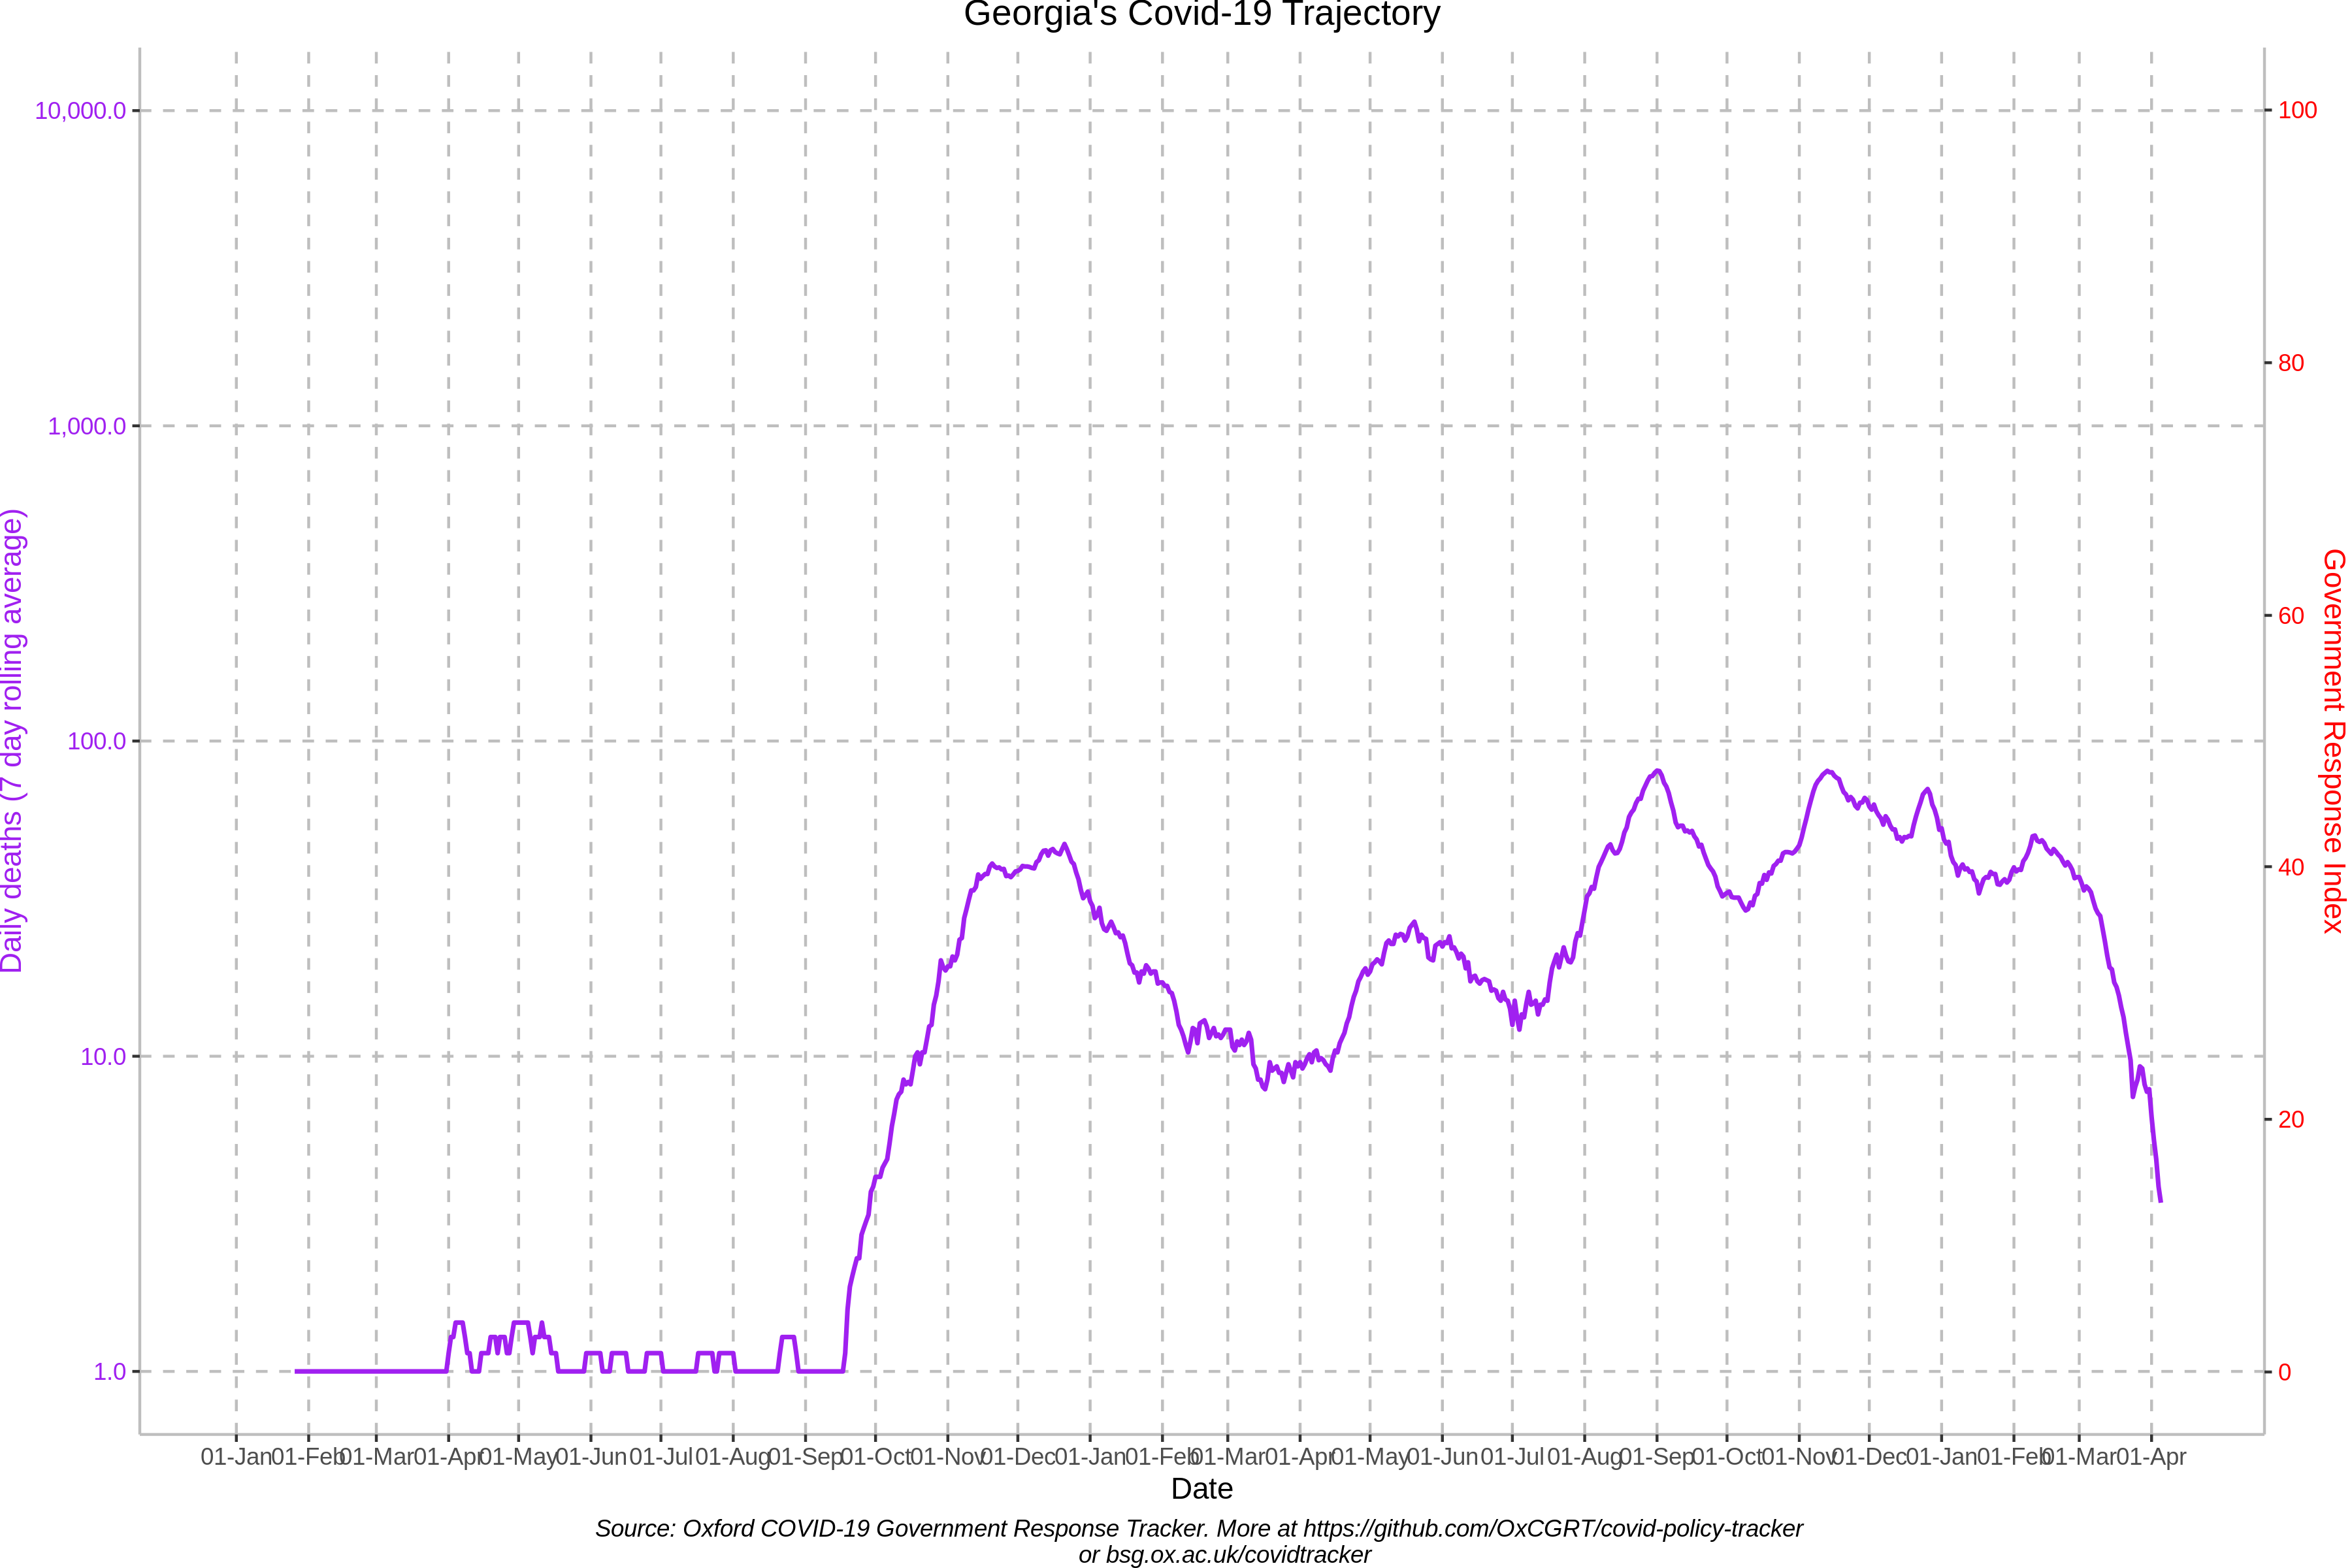 Georgia's Covid-19 Trajectory
10,000.0
1,000.0
100.0
10.0
1.0
Daily deaths (7 day rolling average)
100
80
60
40
20
0
Government Response Index
01-Jan 01-Feb 01-Mar 01-Apr 01-May 01-Jun 01-Jul 01-Aug 01-Sep 01-Oct 01-Nov 01-Dec 01-Jan 01-Feb 01-Mar 01-Apr 01-May 01-Jun 01-Jul 01-Aug 01-Sep 01-Oct 01-Nov 01-Dec 01-Jan 01-Feb 01-Mar 01-Apr
Date
Source: Oxford COVID-19 Government Response Tracker. More at https://github.com/OxCGRT/covid-policy-tracker
or bsg.ox.ac.uk/covidtracker